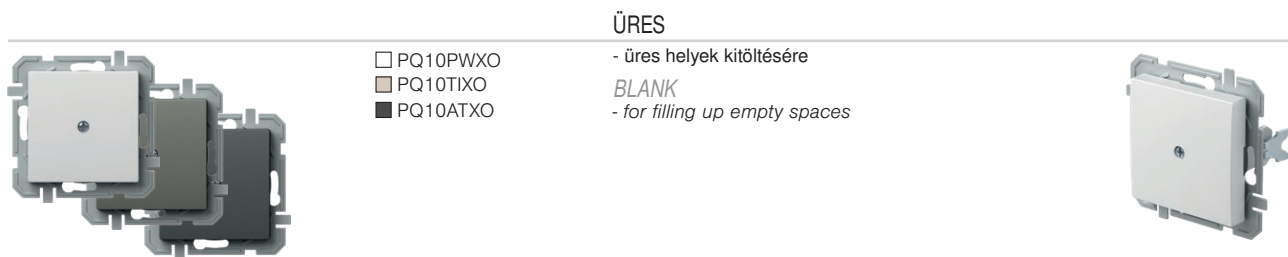 ÜRES
PQ10PWXO
PQ10TIXO
PQ10ATXO
- üres helyek kitöltésére
BLANK
- for filling up empty spaces